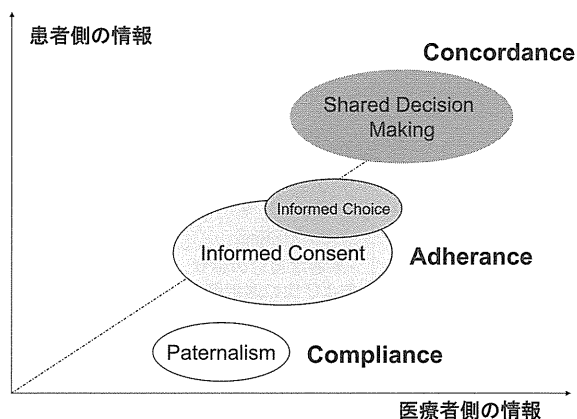 患者側の情報
Concordance
Shared Decision
Making
Informed Choice
Informed Consent
Adherance
Paternalism
Compliance
医療者側の情報